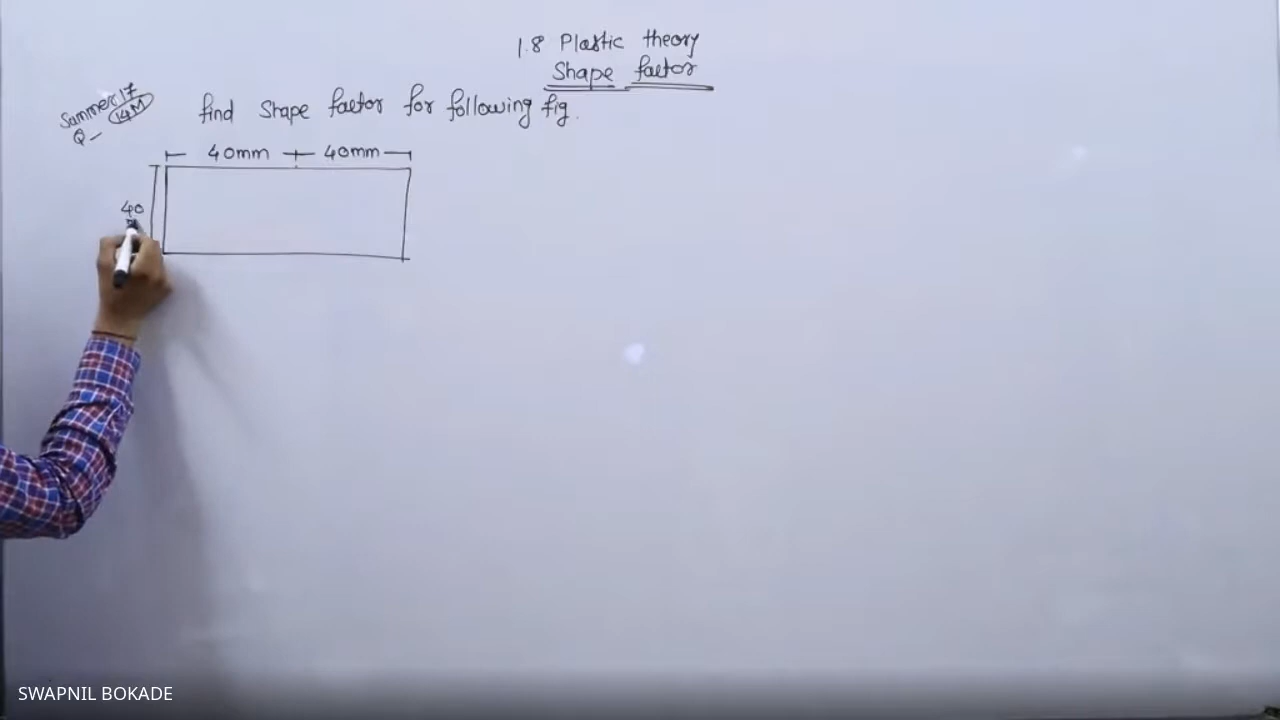 1.8 Plastic theory
Shape factor
Summer 17
Q - 14M
find shape factor for following fig.
40mm 40mm
40
SWAPNIL BOKADE